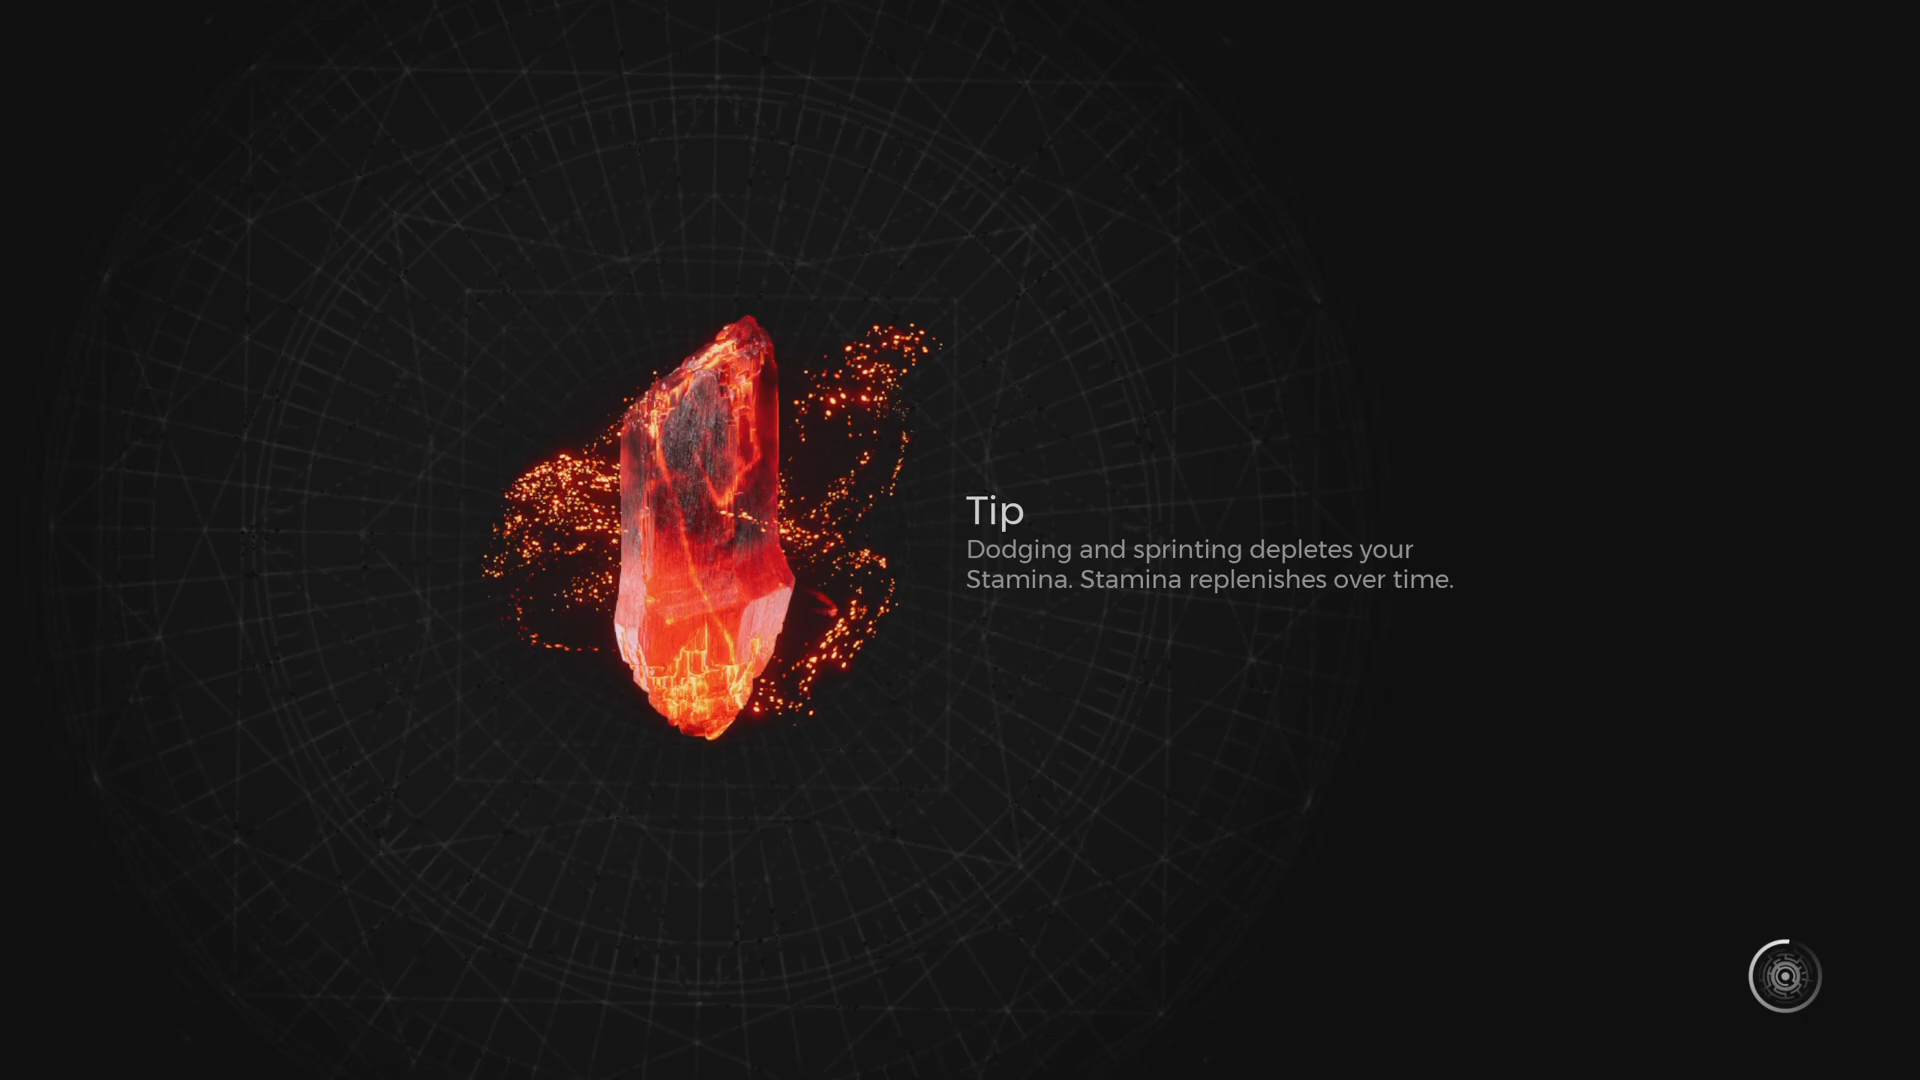 Tip
Dodging and sprinting depletes your
Stamina. Stamina replenishes over time.